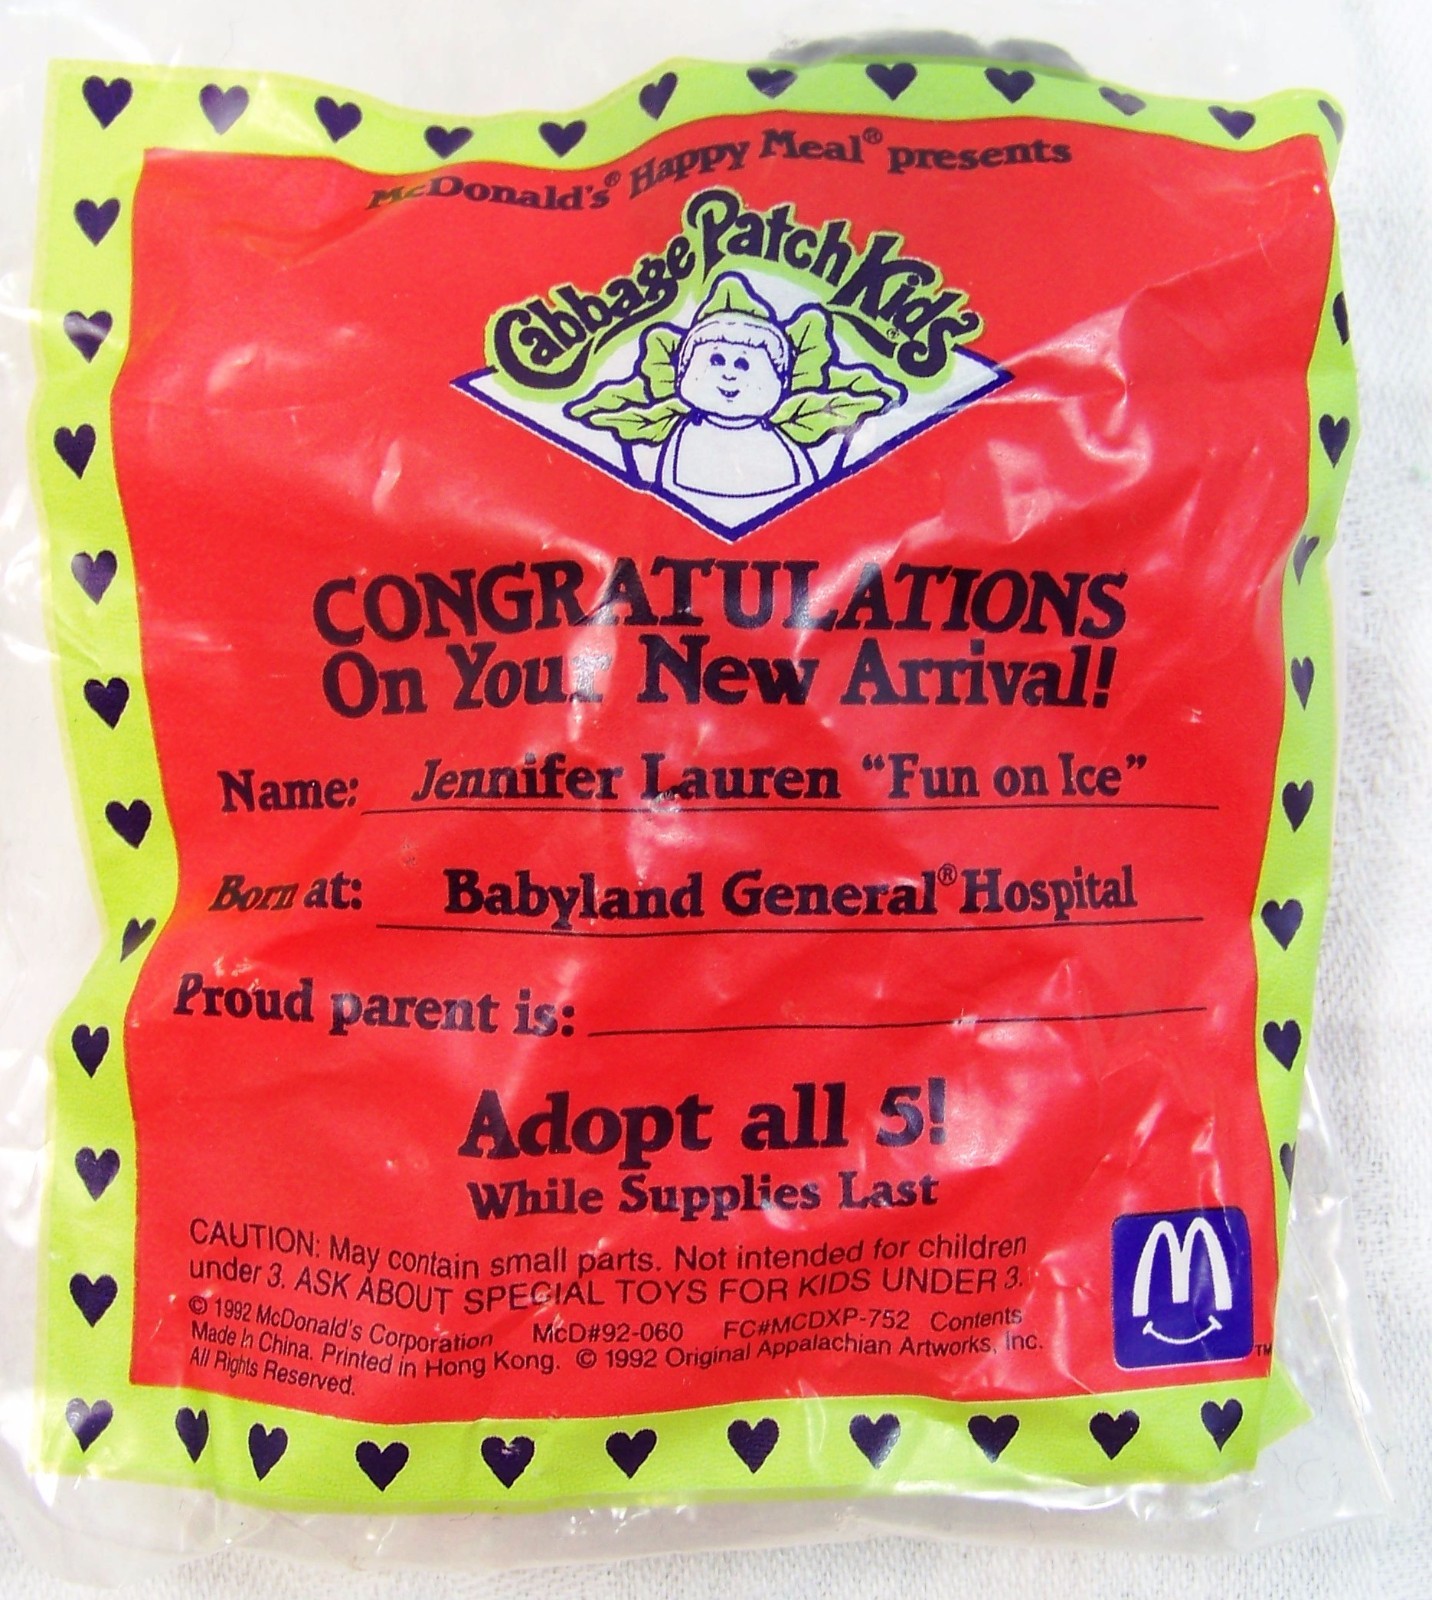 McDonald's® Happy Meal® presents
Cabbage Patch Kids®
CONGRATULATIONS
On Your New Arrival!
Name: Jennifer Lauren “Fun on Ice”
Born at: Babyland General® Hospital
Proud parent is:
Adopt all 5!
While Supplies Last
CAUTION: May contain small parts. Not intended for children
under 3. ASK ABOUT SPECIAL TOYS FOR KIDS UNDER 3.
© 1992 McDonald's Corporation McD#92-060 FC#MCDXP-752 Contents
Made In China. Printed in Hong Kong. © 1992 Original Appalachian Artworks, Inc.
All Rights Reserved.
M
TM